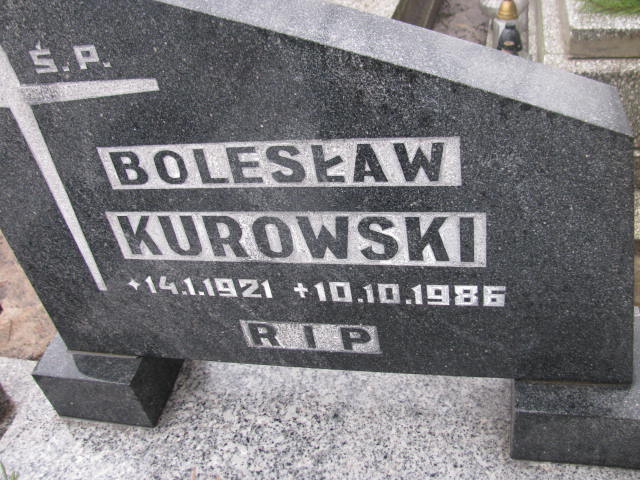 Ś.P.
BOLESŁAW
KUROWSKI
✦14.1.1921 +10.10.1986
RIP